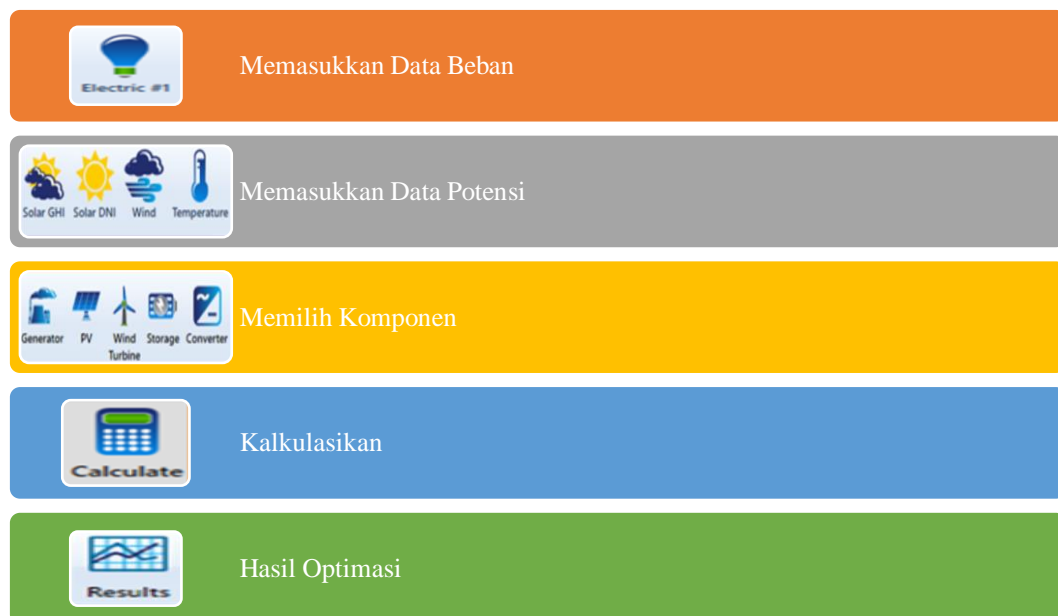 Electric #1
Memasukkan Data Beban
Solar GHI Solar DNI Wind Temperature
Memasukkan Data Potensi
Generator PV Wind Storage Converter
Turbine
Memilih Komponen
Calculate
Kalkulasikan
Results
Hasil Optimasi